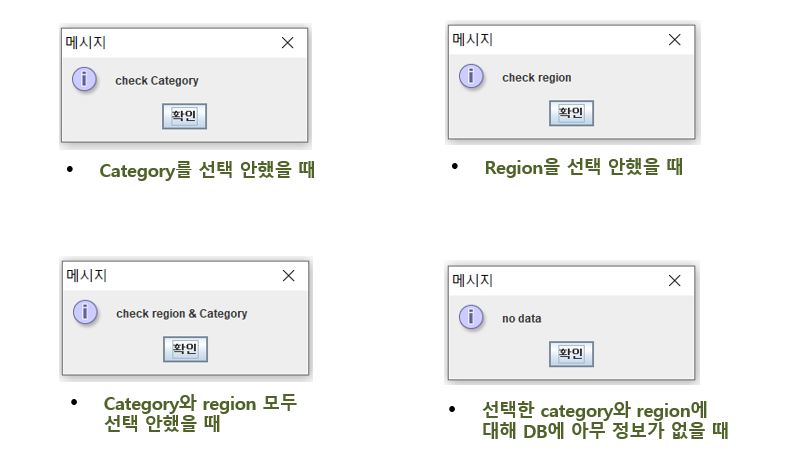 메시지
check Category
확인
• Category를 선택 안했을 때
메시지
check region
확인
• Region을 선택 안했을 때
메시지
check region & Category
확인
• Category와 region 모두
선택 안했을 때
메시지
no data
확인
• 선택한 category와 region에
대해 DB에 아무 정보가 없을 때